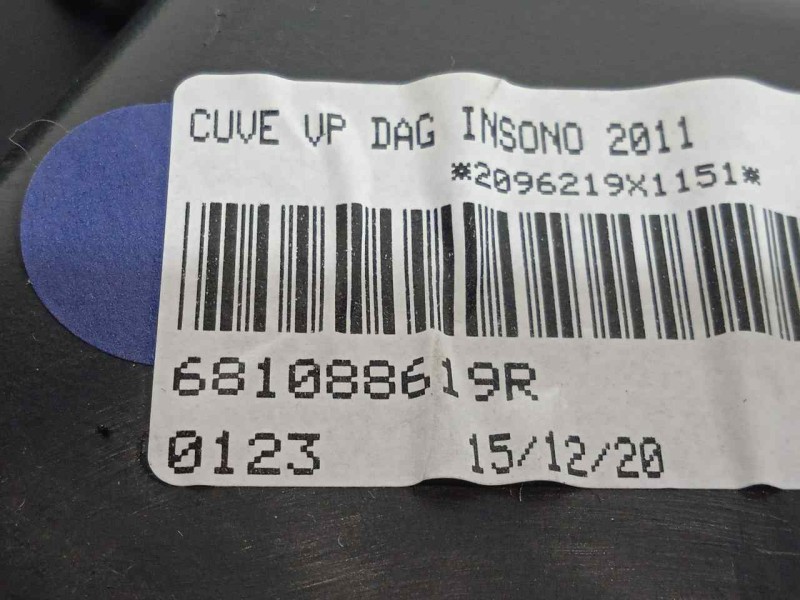 CUVE VP DAG INSONO 2011
*2096219X1151*
681088619R
0123 15/12/20